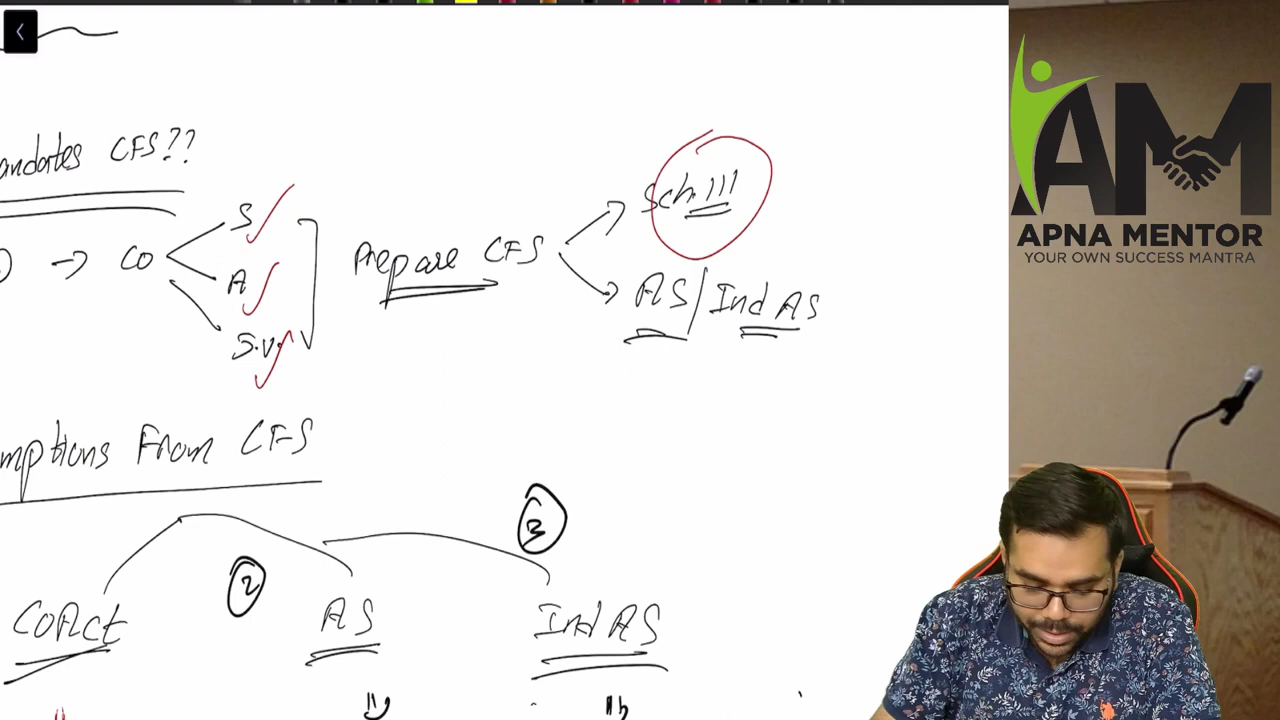 andates CFS??
S
→ CO
A
S.V.
Prepare CFS
Sch. III
AS/Ind AS
mptions From CFS
2
3
COAct
AS
Ind AS
AM
APNA MENTOR
YOUR OWN SUCCESS MANTRA